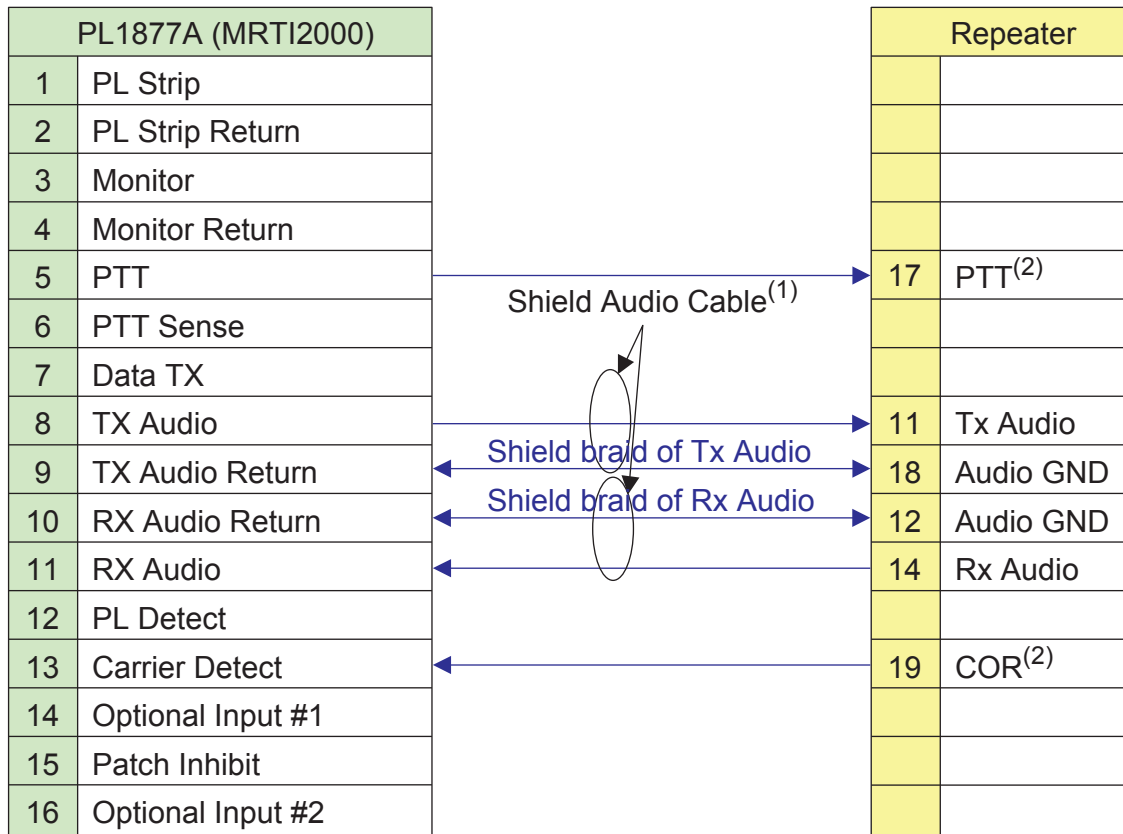 PL1877A (MRTI2000) Repeater
1 PL Strip
2 PL Strip Return
3 Monitor
4 Monitor Return
5 PTT 17 PTT(2)
Shield Audio Cable(1)
6 PTT Sense
7 Data TX
8 TX Audio 11 Tx Audio
Shield braid of Tx Audio
9 TX Audio Return 18 Audio GND
Shield braid of Rx Audio
10 RX Audio Return 12 Audio GND
11 RX Audio 14 Rx Audio
12 PL Detect
13 Carrier Detect 19 COR(2)
14 Optional Input #1
15 Patch Inhibit
16 Optional Input #2